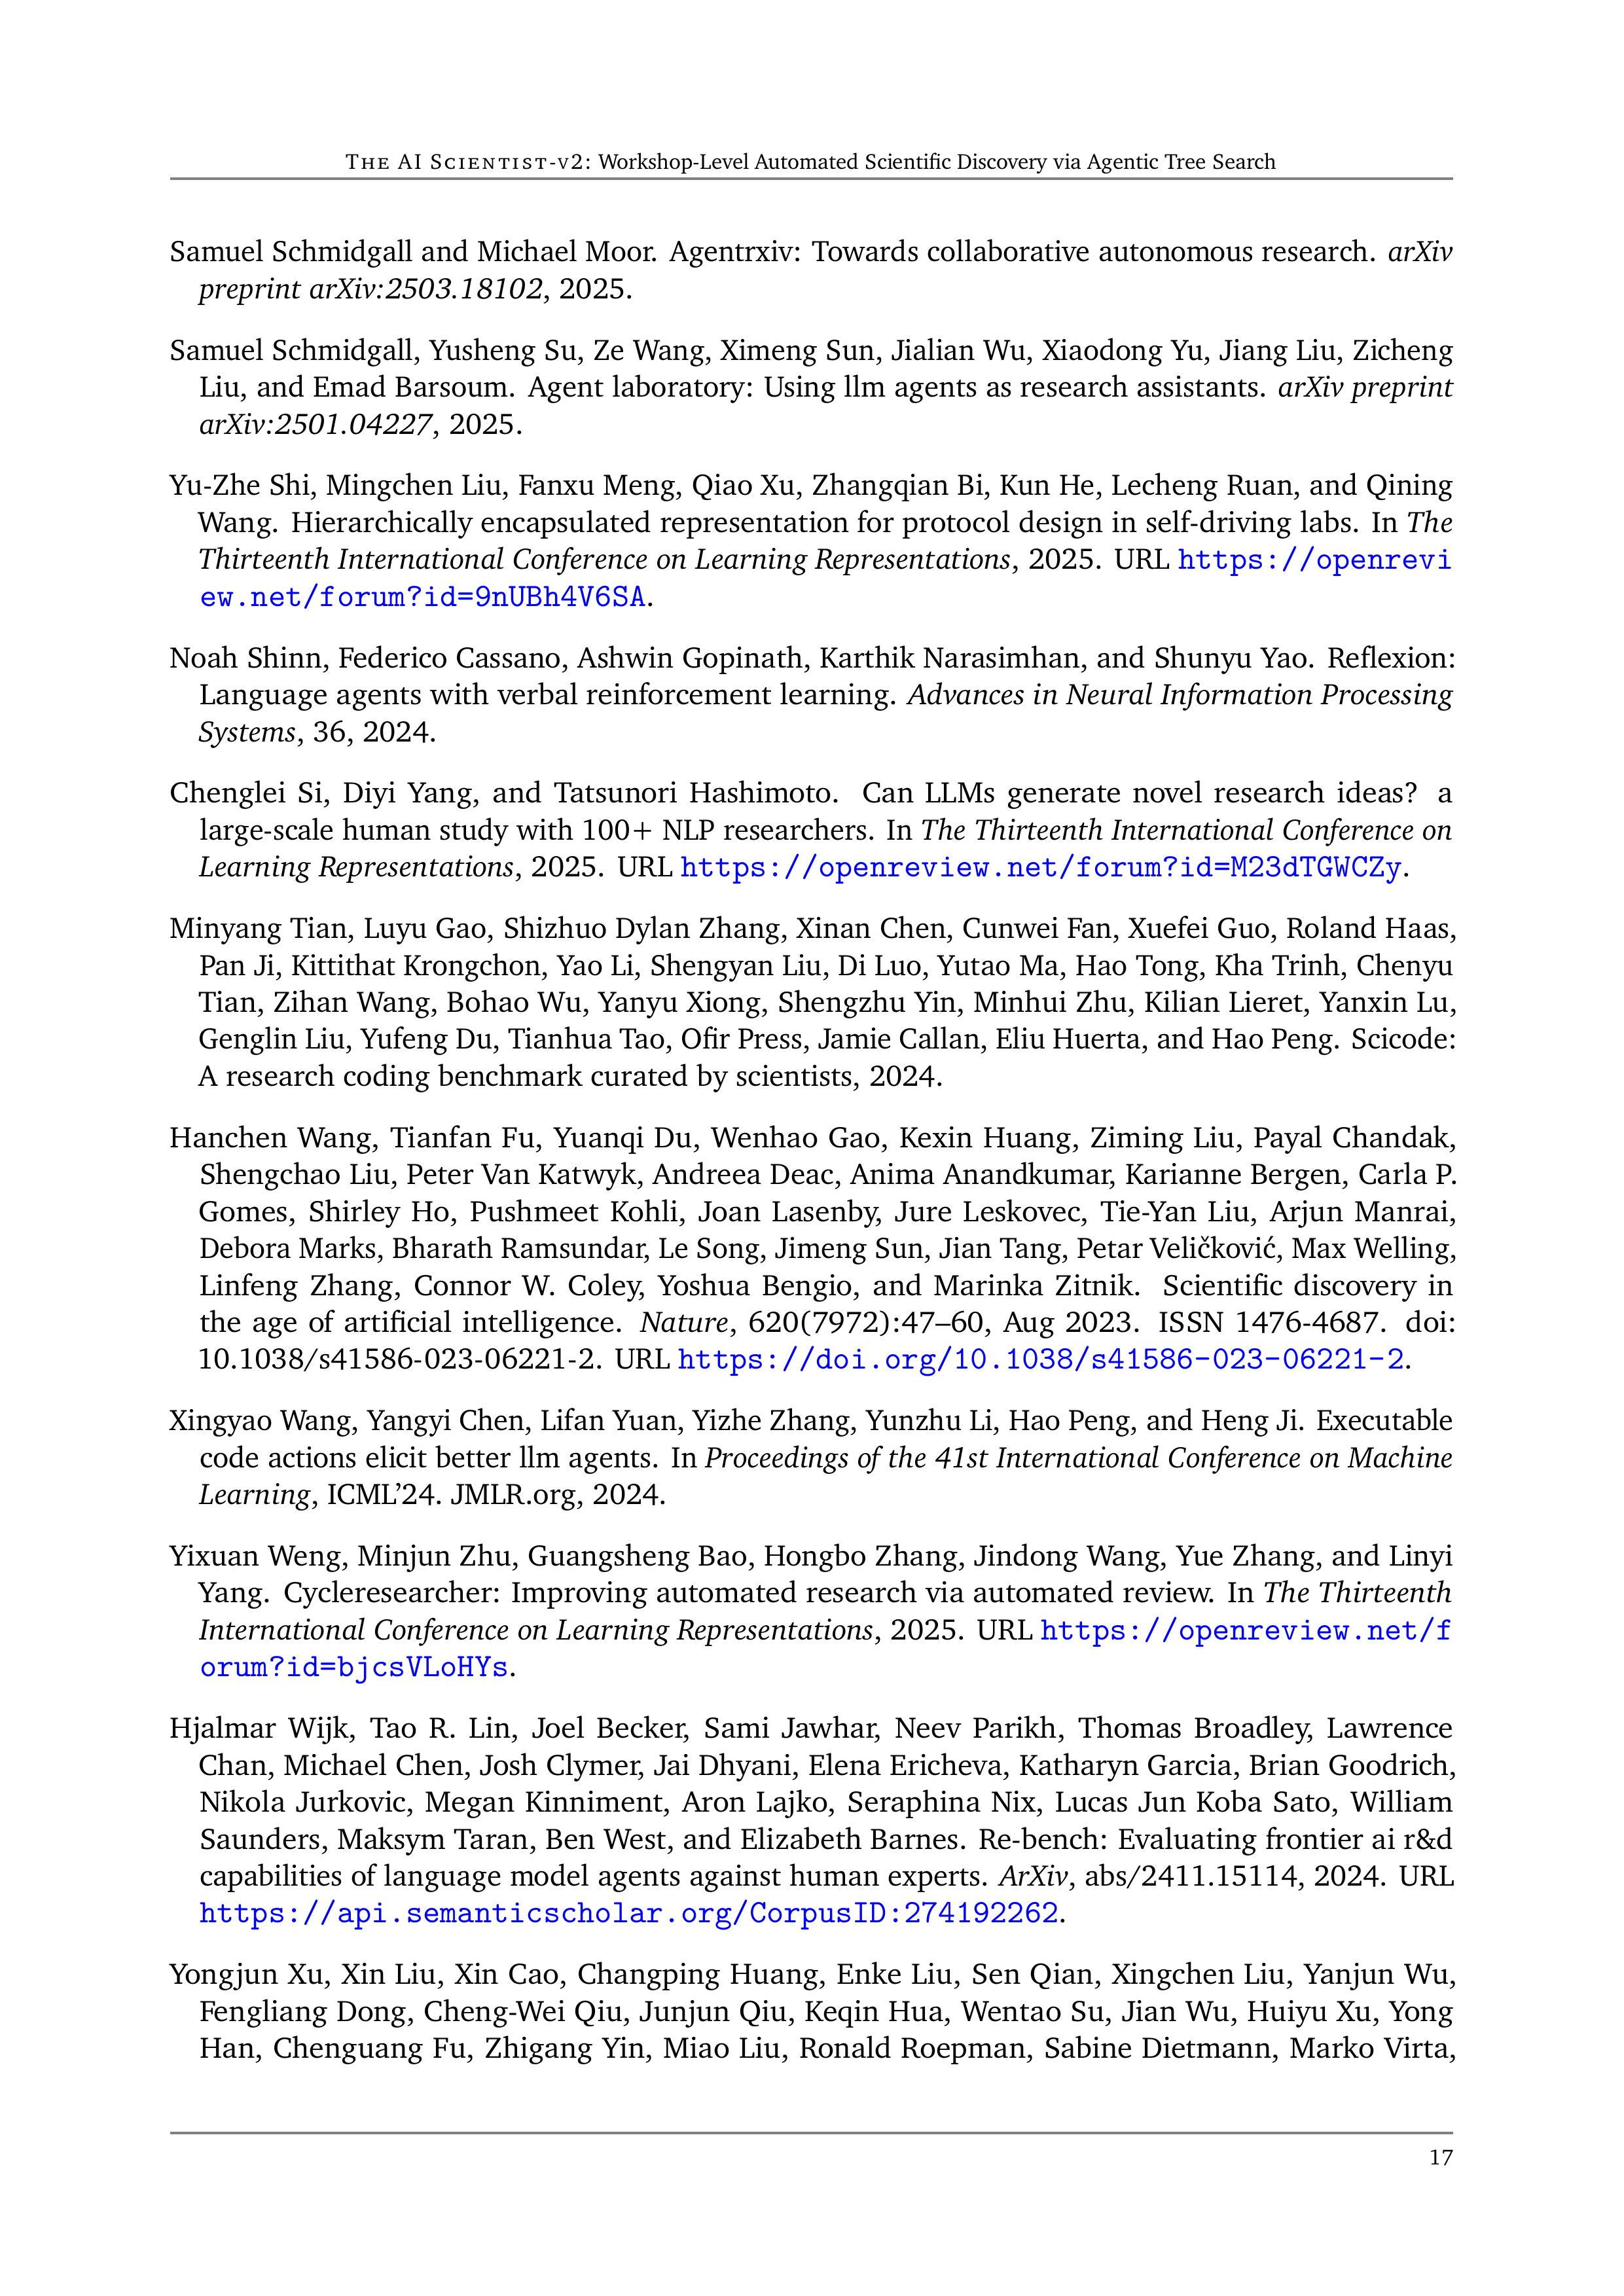 THE AI SCIENTIST-V2: Workshop-Level Automated Scientific Discovery via Agentic Tree Search
Samuel Schmidgall and Michael Moor. Agentrxiv: Towards collaborative autonomous research. arXiv
preprint arXiv:2503.18102, 2025.
Samuel Schmidgall, Yusheng Su, Ze Wang, Ximeng Sun, Jialian Wu, Xiaodong Yu, Jiang Liu, Zicheng
Liu, and Emad Barsoum. Agent laboratory: Using llm agents as research assistants. arXiv preprint
arXiv:2501.04227, 2025.
Yu-Zhe Shi, Mingchen Liu, Fanxu Meng, Qiao Xu, Zhangqian Bi, Kun He, Lecheng Ruan, and Qining
Wang. Hierarchically encapsulated representation for protocol design in self-driving labs. In The
Thirteenth International Conference on Learning Representations, 2025. URL https://openrevi
ew.net/forum?id=9nUBh4V6SA.
Noah Shinn, Federico Cassano, Ashwin Gopinath, Karthik Narasimhan, and Shunyu Yao. Reflexion:
Language agents with verbal reinforcement learning. Advances in Neural Information Processing
Systems, 36, 2024.
Chenglei Si, Diyi Yang, and Tatsunori Hashimoto. Can LLMs generate novel research ideas? a
large-scale human study with 100+ NLP researchers. In The Thirteenth International Conference on
Learning Representations, 2025. URL https://openreview.net/forum?id=M23dTGWCZy.
Minyang Tian, Luyu Gao, Shizhuo Dylan Zhang, Xinan Chen, Cunwei Fan, Xuefei Guo, Roland Haas,
Pan Ji, Kittithat Krongchon, Yao Li, Shengyan Liu, Di Luo, Yutao Ma, Hao Tong, Kha Trinh, Chenyu
Tian, Zihan Wang, Bohao Wu, Yanyu Xiong, Shengzhu Yin, Minhui Zhu, Kilian Lieret, Yanxin Lu,
Genglin Liu, Yufeng Du, Tianhua Tao, Ofir Press, Jamie Callan, Eliu Huerta, and Hao Peng. Scicode:
A research coding benchmark curated by scientists, 2024.
Hanchen Wang, Tianfan Fu, Yuanqi Du, Wenhao Gao, Kexin Huang, Ziming Liu, Payal Chandak,
Shengchao Liu, Peter Van Katwyk, Andreea Deac, Anima Anandkumar, Karianne Bergen, Carla P.
Gomes, Shirley Ho, Pushmeet Kohli, Joan Lasenby, Jure Leskovec, Tie-Yan Liu, Arjun Manrai,
Debora Marks, Bharath Ramsundar, Le Song, Jimeng Sun, Jian Tang, Petar Veličković, Max Welling,
Linfeng Zhang, Connor W. Coley, Yoshua Bengio, and Marinka Zitnik. Scientific discovery in
the age of artificial intelligence. Nature, 620(7972):47–60, Aug 2023. ISSN 1476-4687. doi:
10.1038/s41586-023-06221-2. URL https://doi.org/10.1038/s41586-023-06221-2.
Xingyao Wang, Yangyi Chen, Lifan Yuan, Yizhe Zhang, Yunzhu Li, Hao Peng, and Heng Ji. Executable
code actions elicit better llm agents. In Proceedings of the 41st International Conference on Machine
Learning, ICML’24. JMLR.org, 2024.
Yixuan Weng, Minjun Zhu, Guangsheng Bao, Hongbo Zhang, Jindong Wang, Yue Zhang, and Linyi
Yang. Cycleresearcher: Improving automated research via automated review. In The Thirteenth
International Conference on Learning Representations, 2025. URL https://openreview.net/f
orum?id=bjcsVLoHYs.
Hjalmar Wijk, Tao R. Lin, Joel Becker, Sami Jawhar, Neev Parikh, Thomas Broadley, Lawrence
Chan, Michael Chen, Josh Clymer, Jai Dhyani, Elena Ericheva, Katharyn Garcia, Brian Goodrich,
Nikola Jurkovic, Megan Kinniment, Aron Lajko, Seraphina Nix, Lucas Jun Koba Sato, William
Saunders, Maksym Taran, Ben West, and Elizabeth Barnes. Re-bench: Evaluating frontier ai r&d
capabilities of language model agents against human experts. ArXiv, abs/2411.15114, 2024. URL
https://api.semanticscholar.org/CorpusID:274192262.
Yongjun Xu, Xin Liu, Xin Cao, Changping Huang, Enke Liu, Sen Qian, Xingchen Liu, Yanjun Wu,
Fengliang Dong, Cheng-Wei Qiu, Junjun Qiu, Keqin Hua, Wentao Su, Jian Wu, Huiyu Xu, Yong
Han, Chenguang Fu, Zhigang Yin, Miao Liu, Ronald Roepman, Sabine Dietmann, Marko Virta,
17